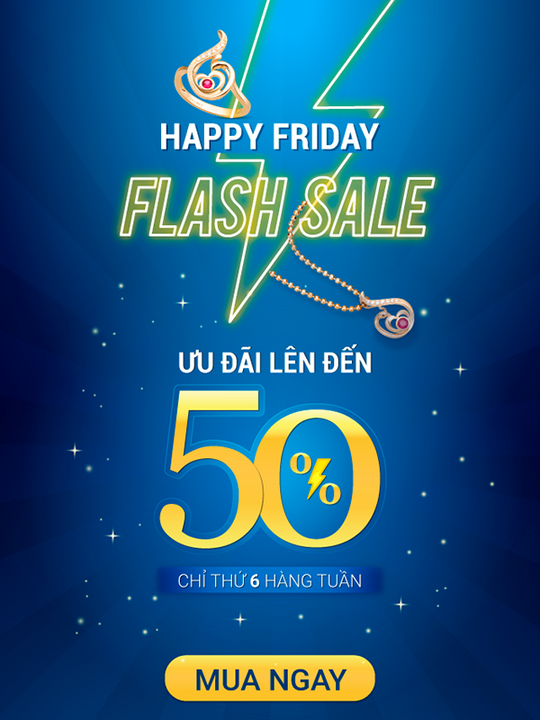 HAPPY FRIDAY
FLASH SALE
ƯU ĐÃI LÊN ĐẾN
50%
CHỈ THỨ 6 HÀNG TUẦN
MUA NGAY